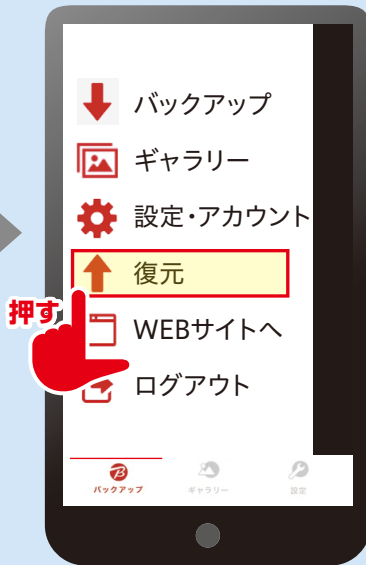 バックアップ
ギャラリー
設定・アカウント
復元
押す
WEBサイトへ
ログアウト
B
バックアップ
ギャラリー
設定